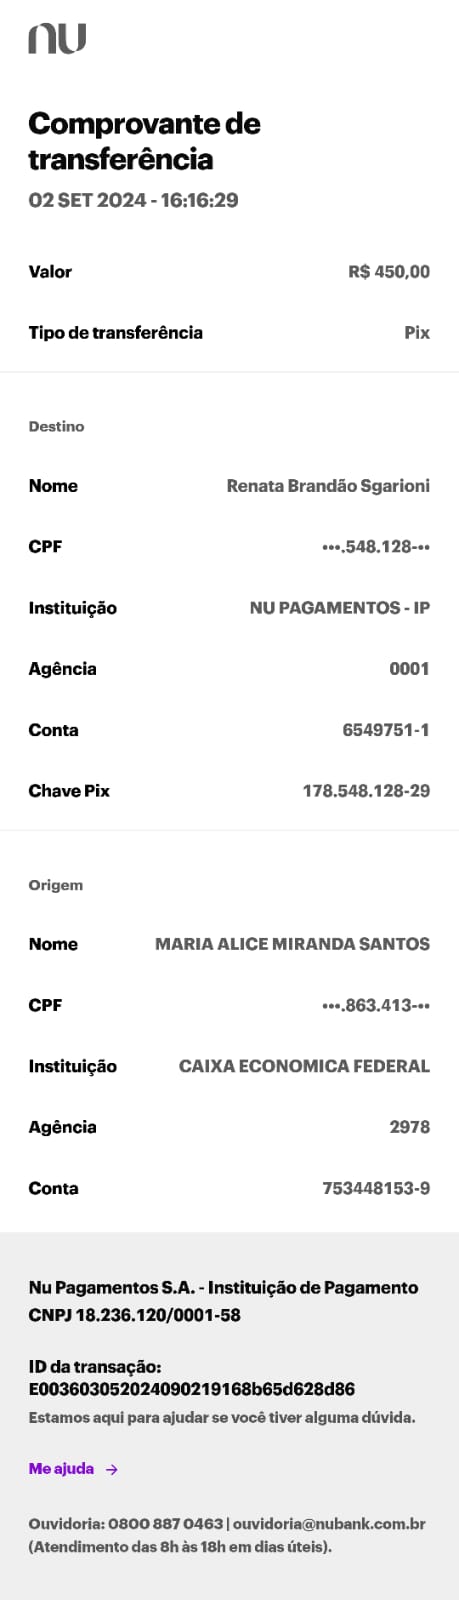 nu
Comprovante de
transferência
02 SET 2024 - 16:16:29
Valor R$ 450,00
Tipo de transferência Pix
Destino
Nome Renata Brandão Sgarioni
CPF •••.548.128-••
Instituição NU PAGAMENTOS - IP
Agência 0001
Conta 6549751-1
Chave Pix 178.548.128-29
Origem
Nome MARIA ALICE MIRANDA SANTOS
CPF •••.863.413-••
Instituição CAIXA ECONOMICA FEDERAL
Agência 2978
Conta 753448153-9
Nu Pagamentos S.A. - Instituição de Pagamento
CNPJ 18.236.120/0001-58
ID da transação:
E003603052024090219168b65d628d86
Estamos aqui para ajudar se você tiver alguma dúvida.
Me ajuda →
Ouvidoria: 0800 887 0463 | ouvidoria@nubank.com.br
(Atendimento das 8h às 18h em dias úteis).